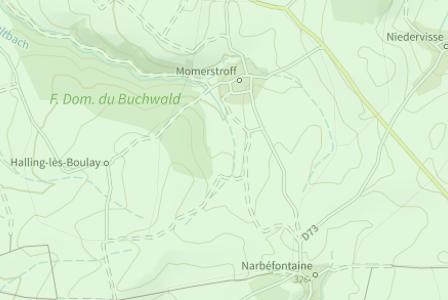 Niedervisse
Momerstroff
F. Dom. du Buchwald
Halling-lès-Boulay
D73
Narbéfontaine
326